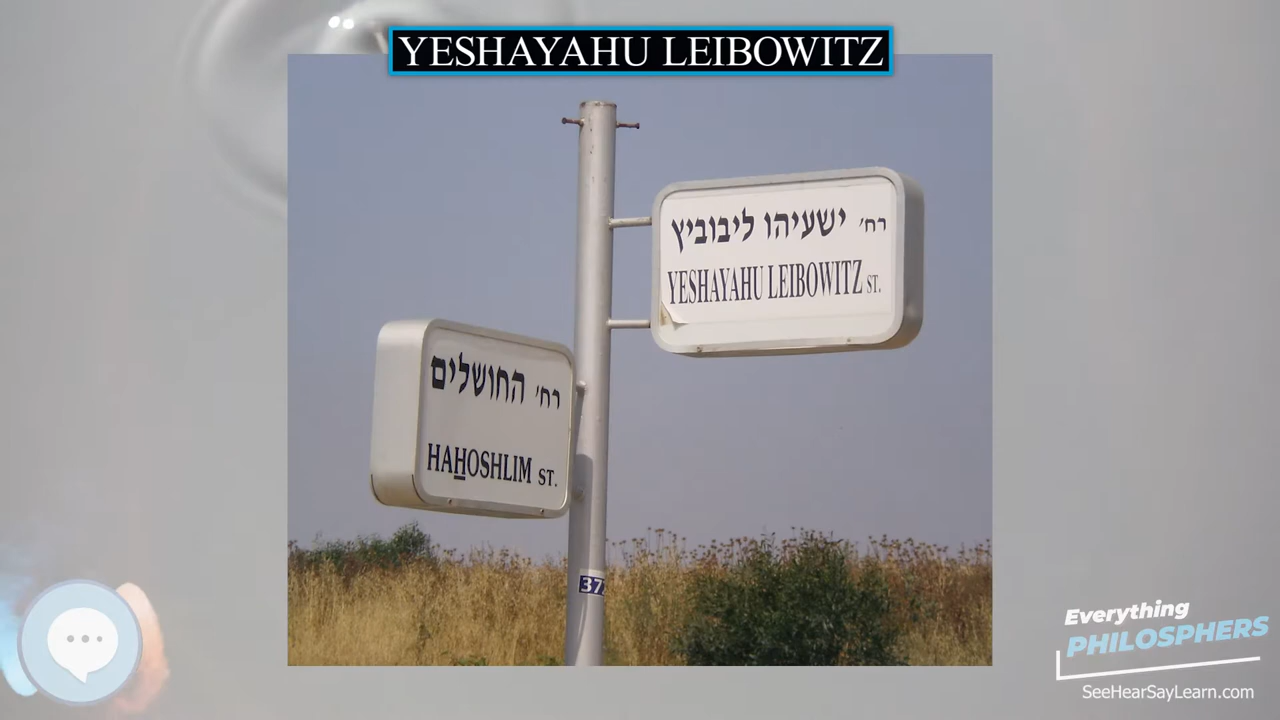 YESHAYAHU LEIBOWITZ
רח' ישעיהו ליבוביץ
YESHAYAHU LEIBOWITZ ST.
רח' החושלים
HAHOSHLIM ST.
37
Everything
PHILOSPHERS
SeeHearSayLearn.com